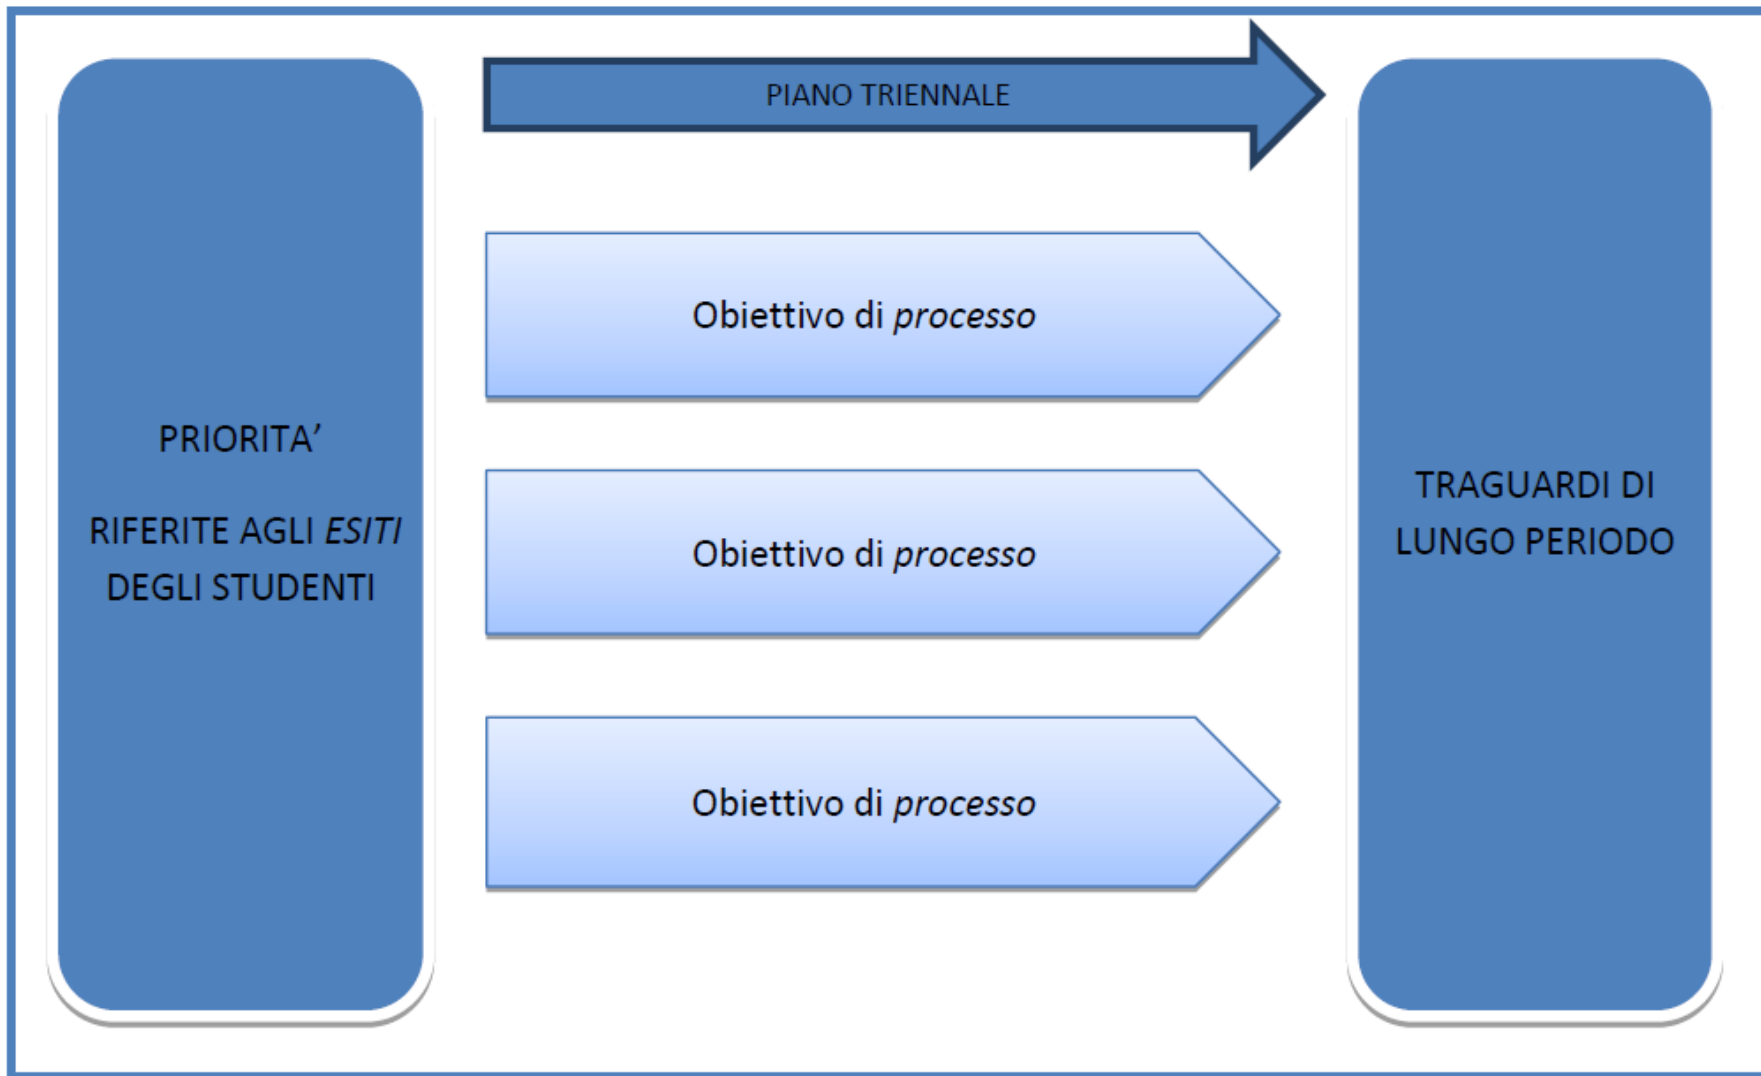 PIANO TRIENNALE
PRIORITA’
RIFERITE AGLI ESITI
DEGLI STUDENTI
Obiettivo di processo
Obiettivo di processo
Obiettivo di processo
TRAGUARDI DI
LUNGO PERIODO